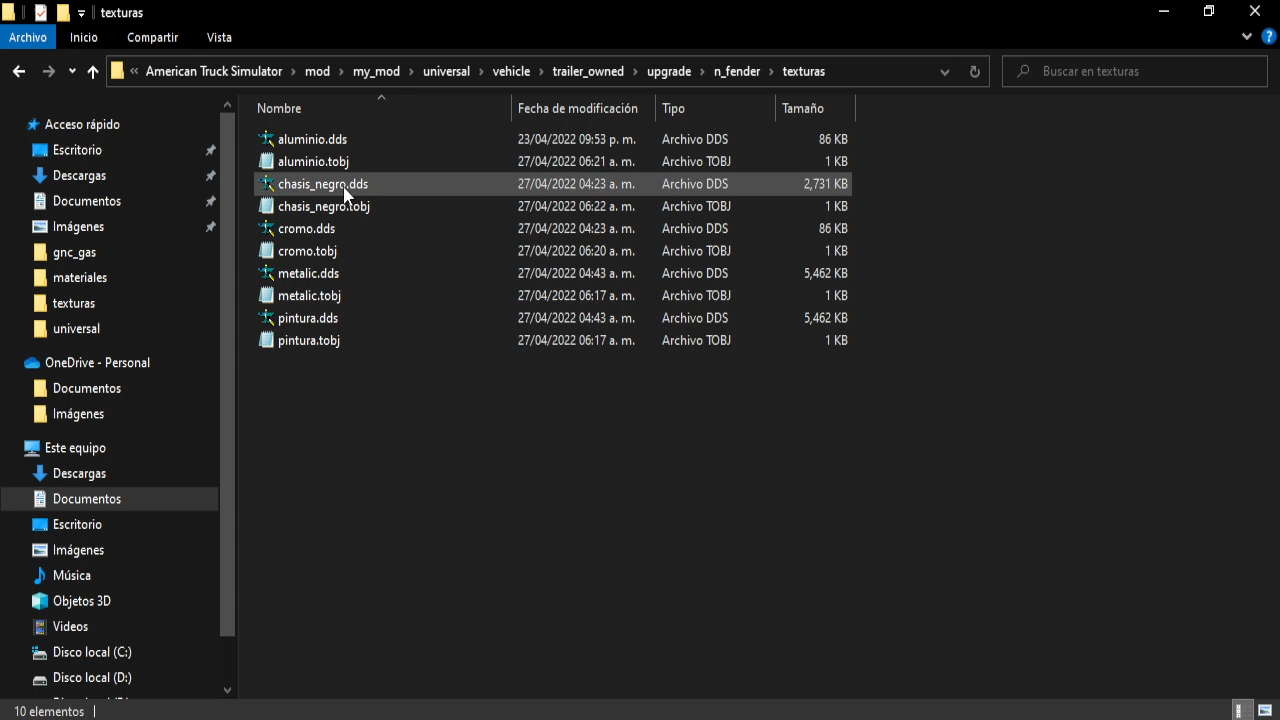 texturas
Archivo Inicio Compartir Vista
« American Truck Simulator › mod › my_mod › universal › vehicle › trailer_owned › upgrade › n_fender › texturas
Buscar en texturas
Acceso rápido
Escritorio
Descargas
Documentos
Imágenes
gnc_gas
materiales
texturas
universal
OneDrive - Personal
Documentos
Imágenes
Este equipo
Descargas
Documentos
Escritorio
Imágenes
Música
Objetos 3D
Videos
Disco local (C:)
Disco local (D:)
Nombre Fecha de modificación Tipo Tamaño
aluminio.dds 23/04/2022 09:53 p. m. Archivo DDS 86 KB
aluminio.tobj 27/04/2022 06:21 a. m. Archivo TOBJ 1 KB
chasis_negro.dds 27/04/2022 04:23 a. m. Archivo DDS 2,731 KB
chasis_negro.tobj 27/04/2022 06:22 a. m. Archivo TOBJ 1 KB
cromo.dds 27/04/2022 04:23 a. m. Archivo DDS 86 KB
cromo.tobj 27/04/2022 06:20 a. m. Archivo TOBJ 1 KB
metalic.dds 27/04/2022 04:43 a. m. Archivo DDS 5,462 KB
metalic.tobj 27/04/2022 06:17 a. m. Archivo TOBJ 1 KB
pintura.dds 27/04/2022 04:43 a. m. Archivo DDS 5,462 KB
pintura.tobj 27/04/2022 06:17 a. m. Archivo TOBJ 1 KB
10 elementos